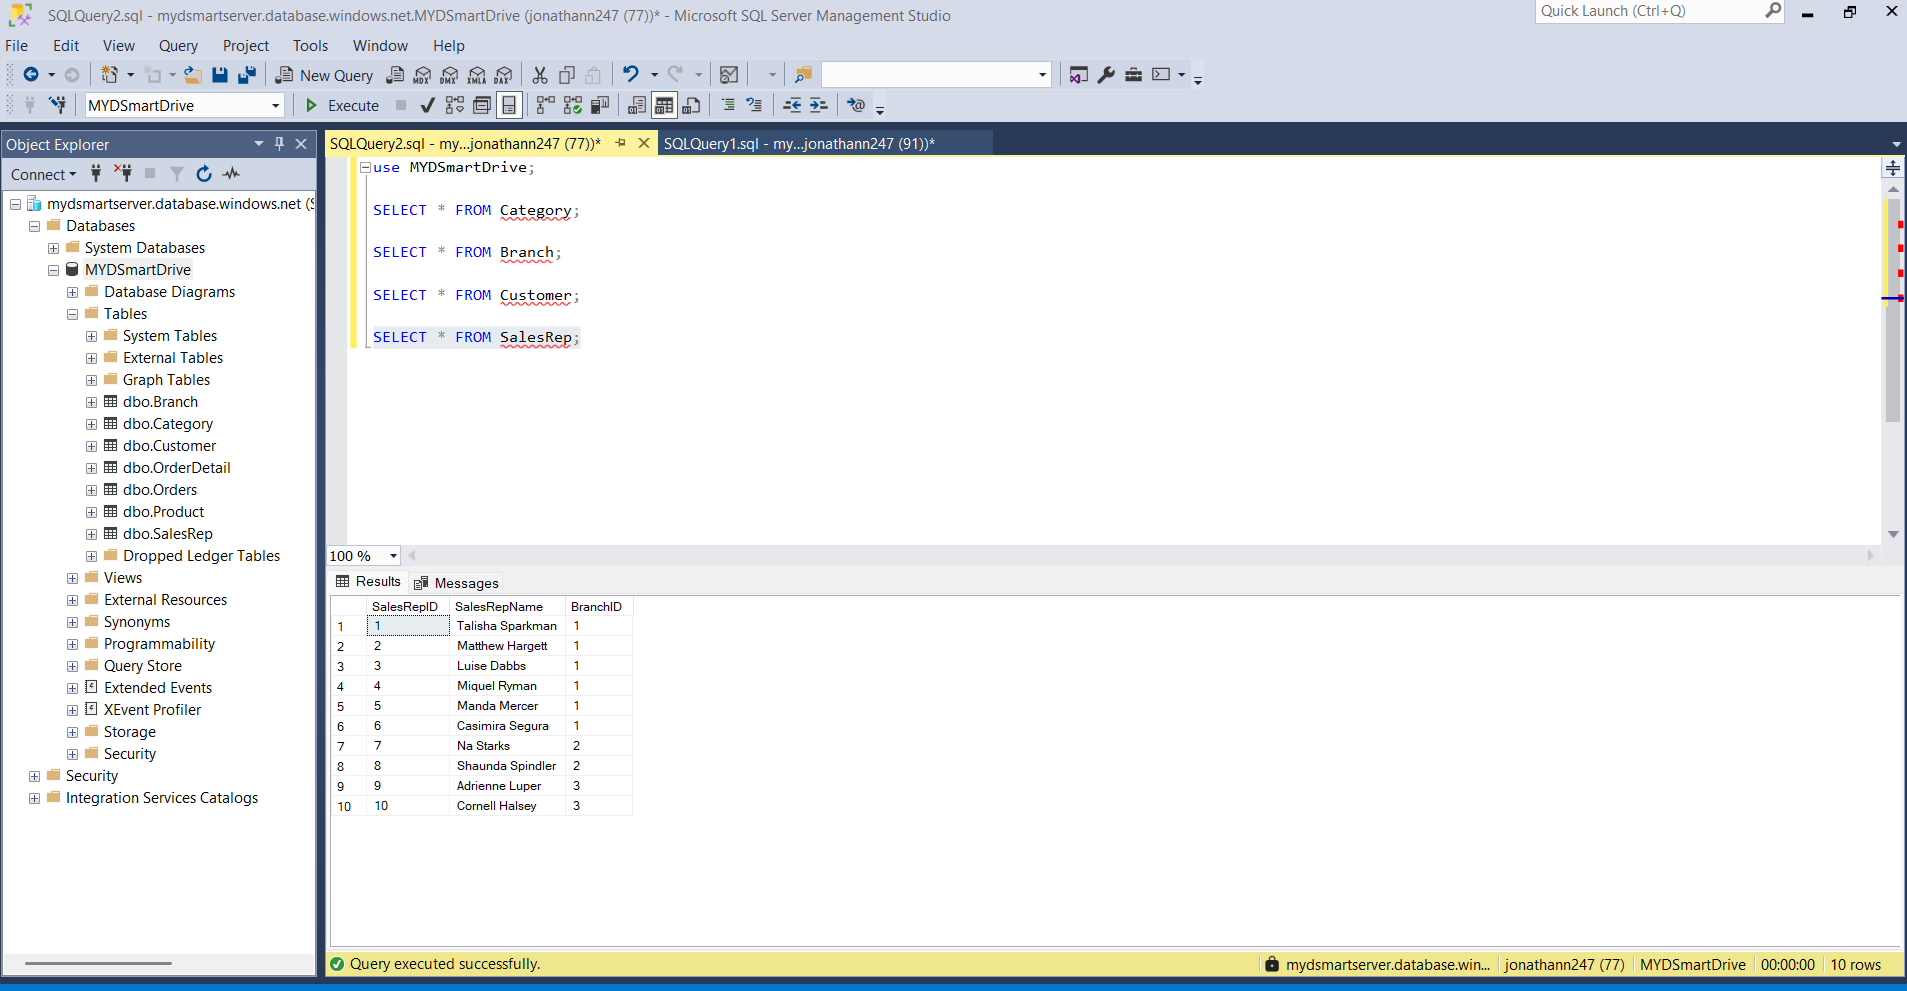 SQLQuery2.sql - mydsmartserver.database.windows.net.MYDSmartDrive (jonathann247 (77))* - Microsoft SQL Server Management Studio
Quick Launch (Ctrl+Q)
File Edit View Query Project Tools Window Help
New Query MDX DMX XMLA DAX
MYDSmartDrive Execute
Object Explorer
SQLQuery2.sql - my...jonathann247 (77))* SQLQuery1.sql - my...jonathann247 (91))*
Connect
mydsmartserver.database.windows.net (S
Databases
System Databases
MYDSmartDrive
Database Diagrams
Tables
System Tables
External Tables
Graph Tables
dbo.Branch
dbo.Category
dbo.Customer
dbo.OrderDetail
dbo.Orders
dbo.Product
dbo.SalesRep
Dropped Ledger Tables
Views
External Resources
Synonyms
Programmability
Query Store
Extended Events
XEvent Profiler
Storage
Security
Security
Integration Services Catalogs
use MYDSmartDrive;
SELECT * FROM Category;
SELECT * FROM Branch;
SELECT * FROM Customer;
SELECT * FROM SalesRep;
100 %
Results Messages
SalesRepID SalesRepName BranchID
1 1 Talisha Sparkman 1
2 2 Matthew Hargett 1
3 3 Luise Dabbs 1
4 4 Miquel Ryman 1
5 5 Manda Mercer 1
6 6 Casimira Segura 1
7 7 Na Starks 2
8 8 Shaunda Spindler 2
9 9 Adrienne Luper 3
10 10 Cornell Halsey 3
Query executed successfully. mydsmartserver.database.win... jonathann247 (77) MYDSmartDrive 00:00:00 10 rows